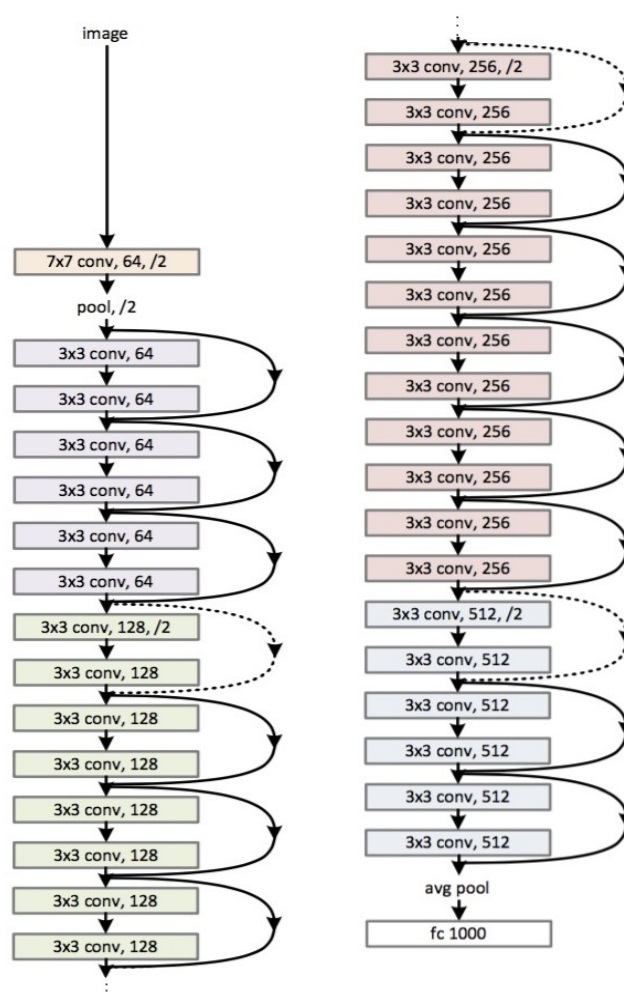 image
7x7 conv, 64, /2
pool, /2
3x3 conv, 64
3x3 conv, 64
3x3 conv, 64
3x3 conv, 64
3x3 conv, 64
3x3 conv, 64
3x3 conv, 128, /2
3x3 conv, 128
3x3 conv, 128
3x3 conv, 128
3x3 conv, 128
3x3 conv, 128
3x3 conv, 128
3x3 conv, 128
3x3 conv, 256, /2
3x3 conv, 256
3x3 conv, 256
3x3 conv, 256
3x3 conv, 256
3x3 conv, 256
3x3 conv, 256
3x3 conv, 256
3x3 conv, 256
3x3 conv, 256
3x3 conv, 256
3x3 conv, 256
3x3 conv, 512, /2
3x3 conv, 512
3x3 conv, 512
3x3 conv, 512
3x3 conv, 512
3x3 conv, 512
avg pool
fc 1000